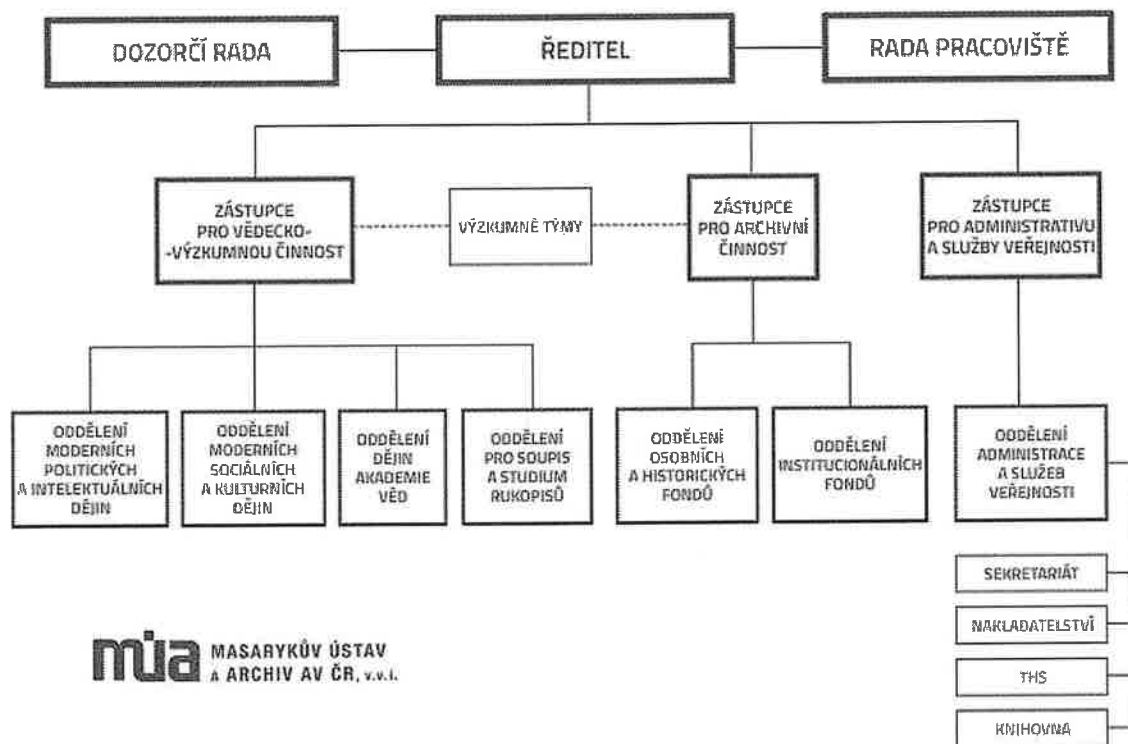 DOZORČÍ RADA
ŘEDITEL
RADA PRACOVIŠTĚ
ZÁSTUPCE
PRO VĚDECKO-
-VÝZKUMNOU ČINNOST
VÝZKUMNÉ TÝMY
ZÁSTUPCE
PRO ARCHIVNÍ
ČINNOST
ZÁSTUPCE
PRO ADMINISTRATIVU
A SLUŽBY VEŘEJNOSTI
ODDĚLENÍ
MODERNÍCH
POLITICKÝCH
A INTELEKTUÁLNÍCH
DĚJIN
ODDĚLENÍ
MODERNÍCH
SOCIÁLNÍCH
A KULTURNÍCH
DĚJIN
ODDĚLENÍ
DĚJIN
AKADEMIE
VĚD
ODDĚLENÍ
PRO SOUPIS
A STUDIUM
RUKOPISŮ
ODDĚLENÍ
OSOBNÍCH
A HISTORICKÝCH
FONDŮ
ODDĚLENÍ
INSTITUCIONÁLNÍCH
FONDŮ
ODDĚLENÍ
ADMINISTRACE
A SLUŽEB
VEŘEJNOSTI
SEKRETARIÁT
NAKLADATELSTVÍ
THS
KNIHOVNA
múa
MASARYKŮV ÚSTAV
A ARCHIV AV ČR, v.v.i.